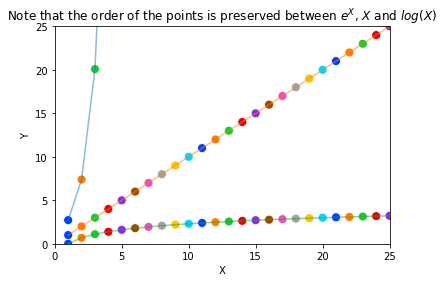 Note that the order of the points is preserved between e^X, X and log(X)
25
20
15
10
5
0
Y
0 5 10 15 20 25
X